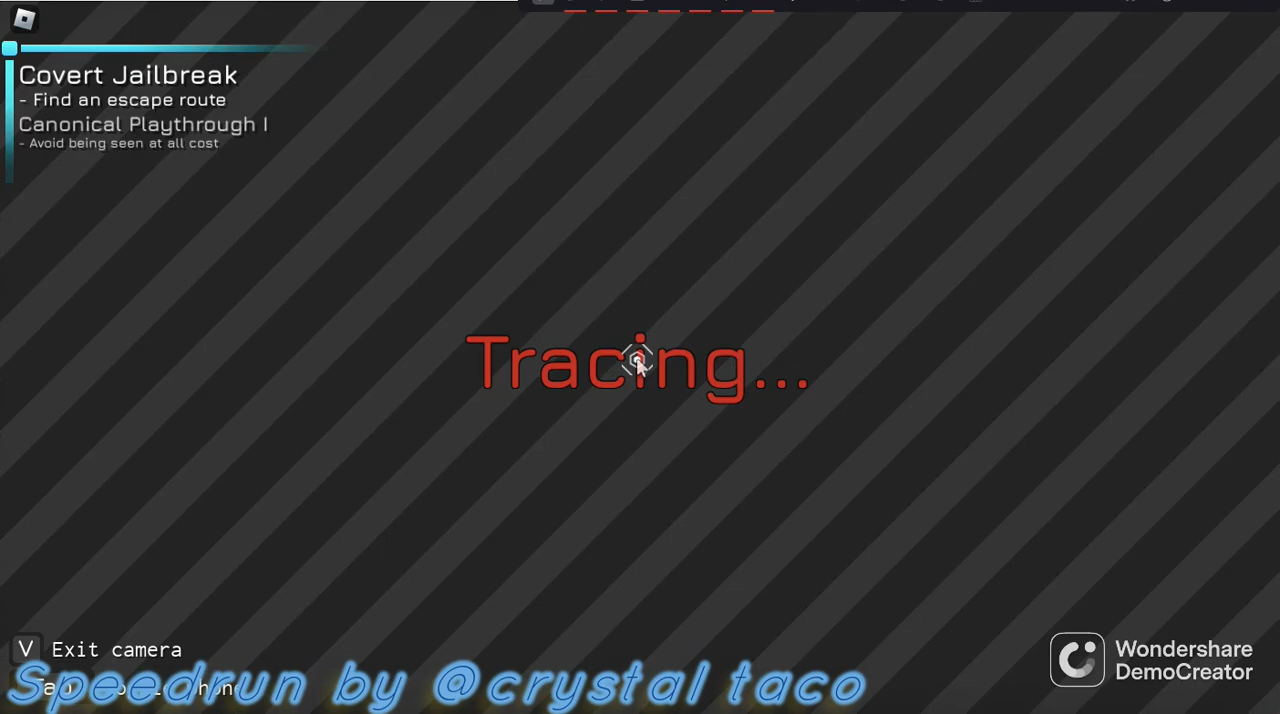 Covert Jailbreak
- Find an escape route
Canonical Playthrough I
- Avoid being seen at all cost
Tracing...
V Exit camera
Speedrun by @crystal taco
Wondershare
DemoCreator